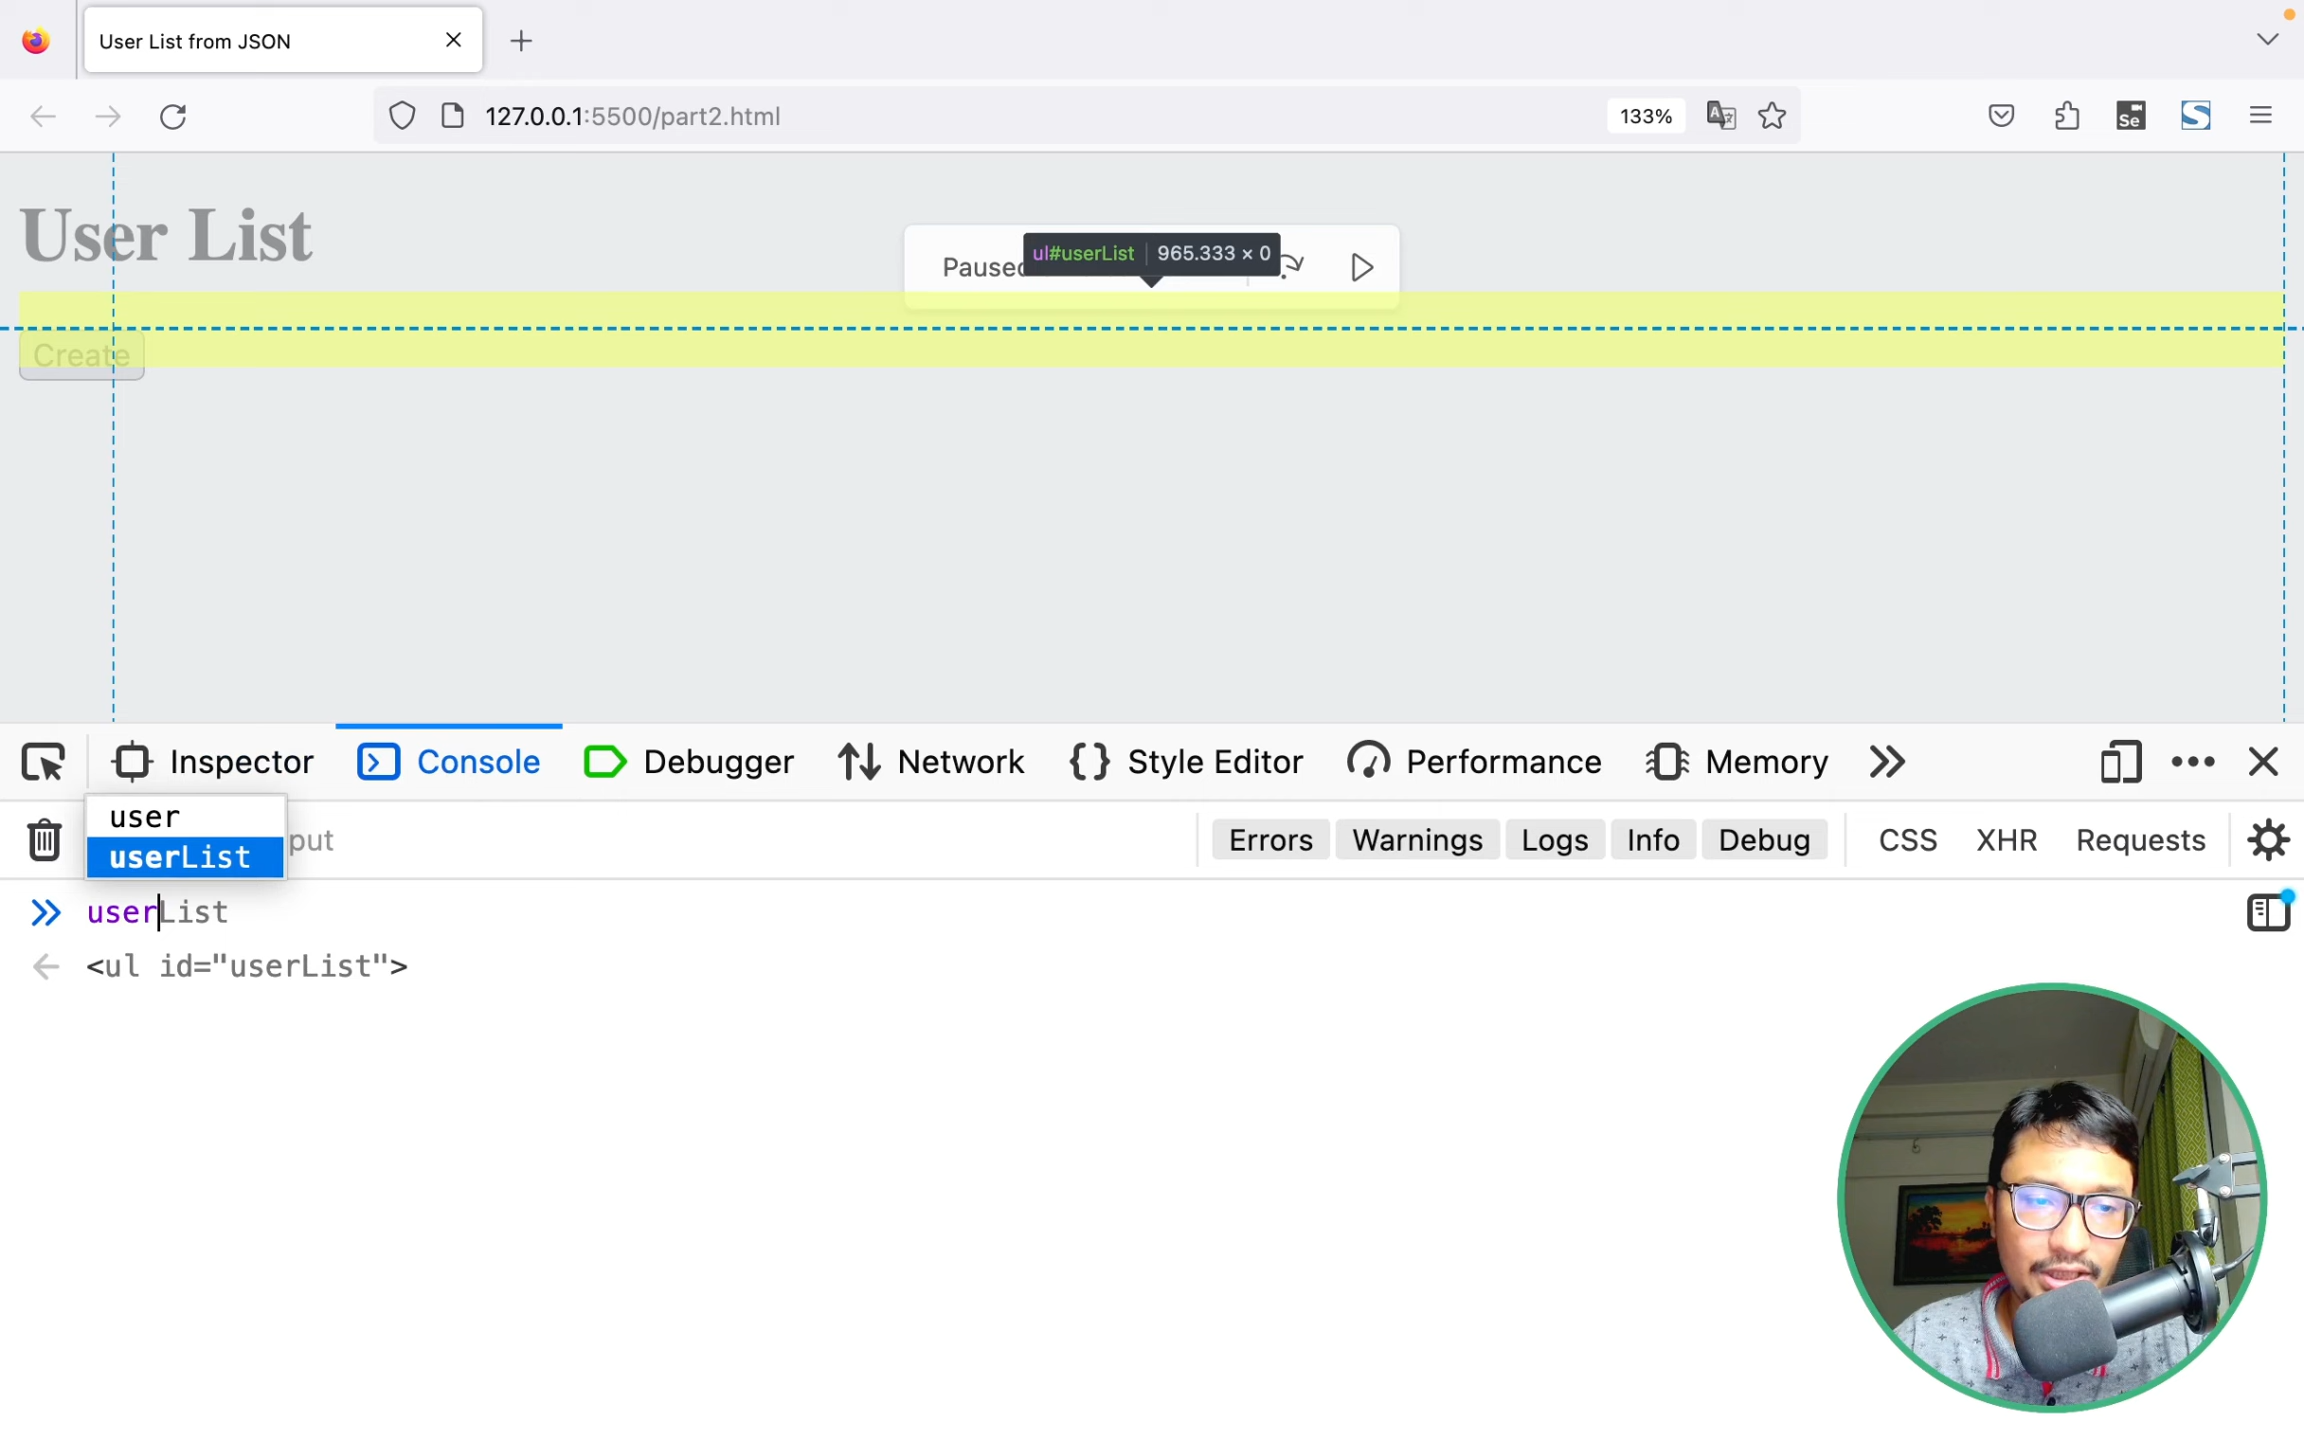 User List from JSON
127.0.0.1:5500/part2.html
133%
Se
User List
Paused
ul#userList 965.333 × 0
Create
Inspector
Console
Debugger
Network
Style Editor
Performance
Memory
user
userList
put
Errors
Warnings
Logs
Info
Debug
CSS
XHR
Requests
userList
<ul id="userList">